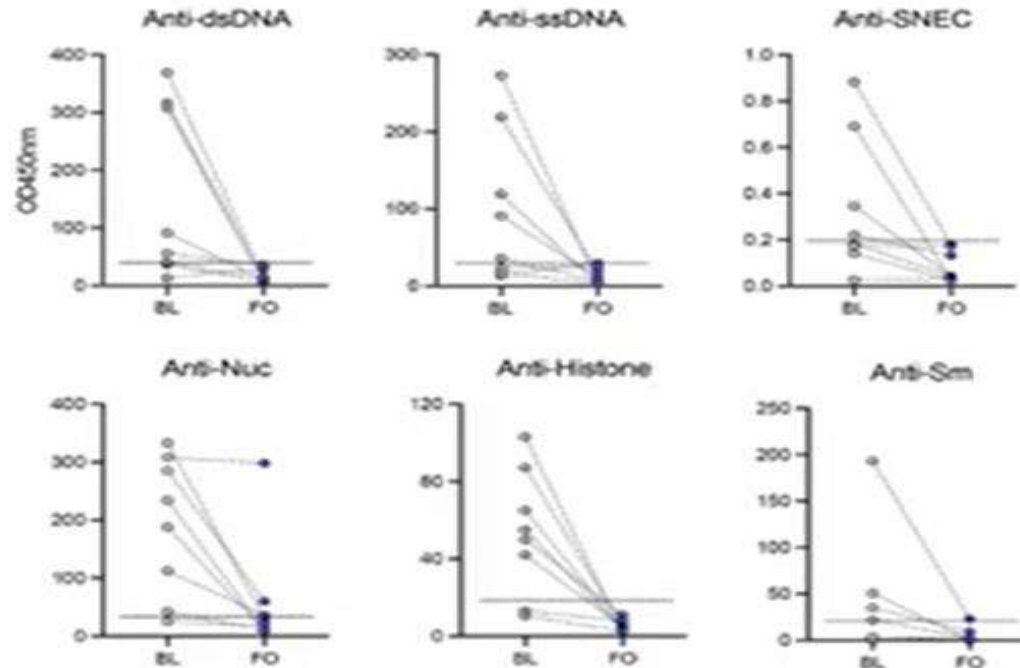 Anti-dsDNA
Anti-ssDNA
Anti-SNEC
OD450nm
400
300
200
100
0
BL
FO
300
200
100
0
BL
FO
1.0
0.8
0.6
0.4
0.2
0.0
BL
FO
Anti-Nuc
Anti-Histone
Anti-Sm
400
300
200
100
0
BL
FO
120
80
40
0
BL
FO
250
200
150
100
50
0
BL
FO